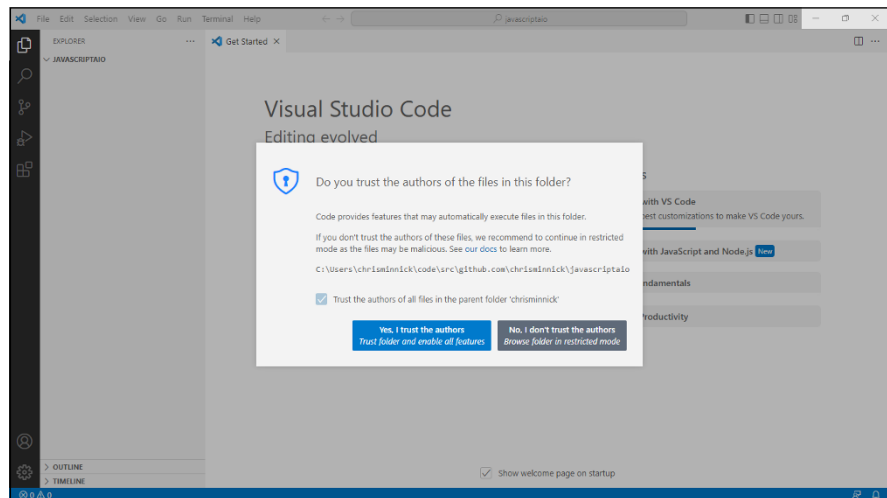 File Edit Selection View Go Run Terminal Help
javascriptaio
EXPLORER
Get Started
JAVASCRIPTAIO
Visual Studio Code
Editing evolved
Do you trust the authors of the files in this folder?
Code provides features that may automatically execute files in this folder.
If you don't trust the authors of these files, we recommend to continue in restricted
mode as the files may be malicious. See our docs to learn more.
C:\Users\chrisminnick\code\src\github.com\chrisminnick\javascriptaio
Trust the authors of all files in the parent folder 'chrisminnick'
Yes, I trust the authors
Trust folder and enable all features
No, I don't trust the authors
Browse folder in restricted mode
with VS Code
customizations to make VS Code yours.
with JavaScript and Node.js New
Productivity
OUTLINE
TIMELINE
Show welcome page on startup
0 0